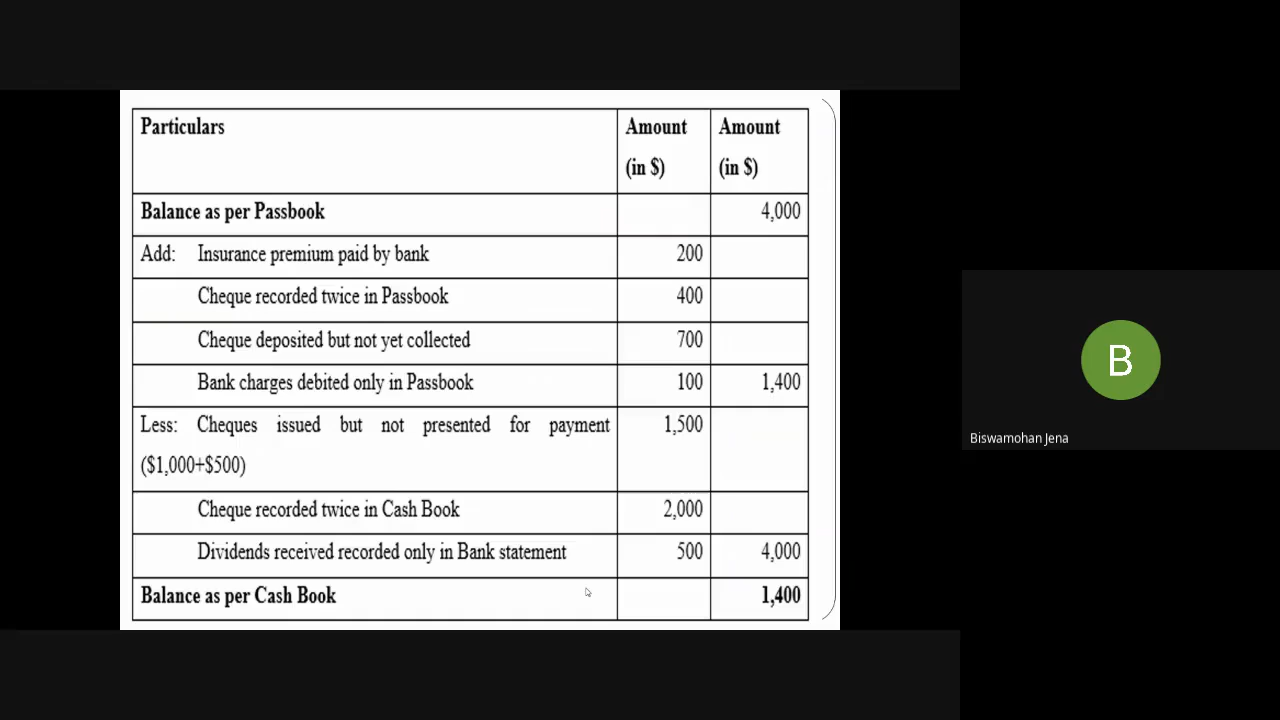 Particulars Amount Amount
(in $) (in $)
Balance as per Passbook 4,000
Add: Insurance premium paid by bank 200
Cheque recorded twice in Passbook 400
Cheque deposited but not yet collected 700
Bank charges debited only in Passbook 100 1,400
Less: Cheques issued but not presented for payment 1,500
($1,000+$500)
Cheque recorded twice in Cash Book 2,000
Dividends received recorded only in Bank statement 500 4,000
Balance as per Cash Book 1,400
B
Biswamohan Jena